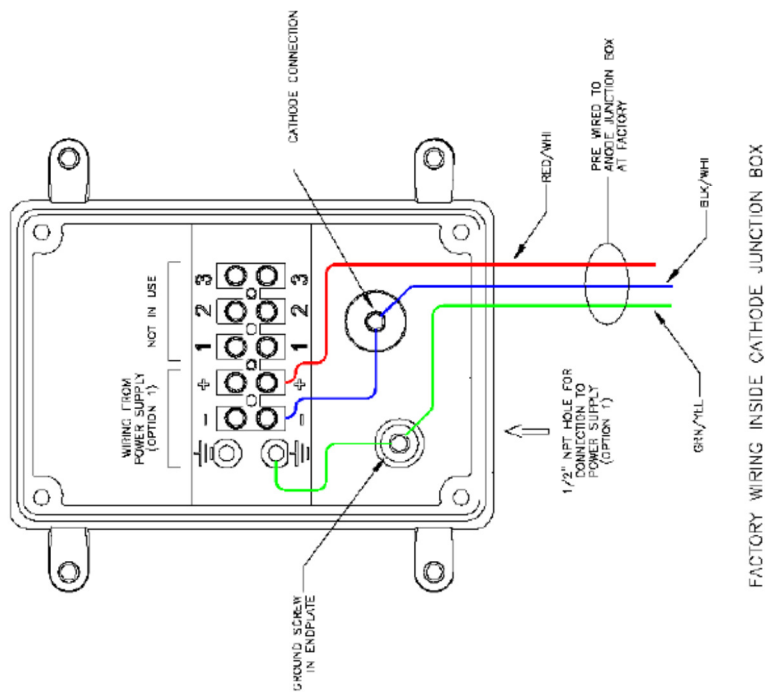 CATHODE CONNECTION
NOT IN USE
WIRING FROM
POWER SUPPLY
(OPTION 1)
3
2
1
+
-
3
2
1
+
-
RED/WHI
PRE WIRED TO
ANODE JUNCTION BOX
AT FACTORY
BLK/WHI
GRN/YEL
1/2" NPT HOLE FOR
CONNECTION TO
POWER SUPPLY
(OPTION 1)
GROUND SCREW
IN ENDPLATE
FACTORY WIRING INSIDE CATHODE JUNCTION BOX